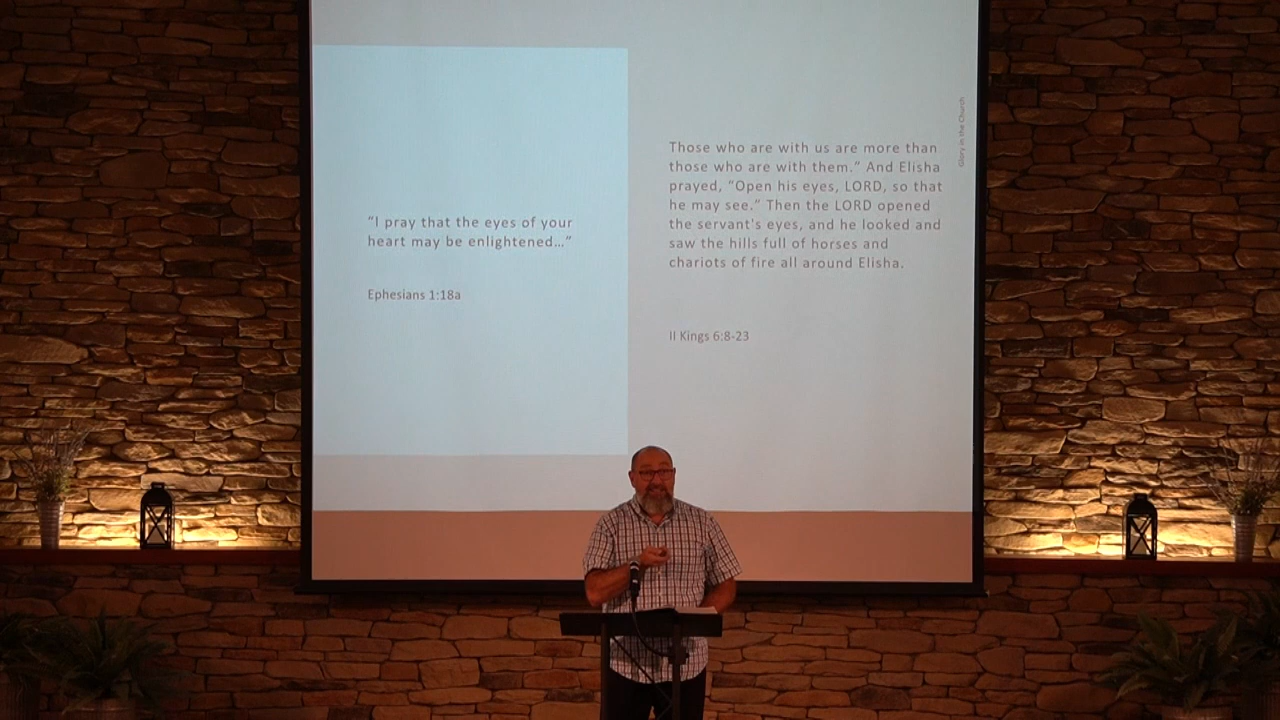 “I pray that the eyes of your
heart may be enlightened…”
Ephesians 1:18a
Those who are with us are more than
those who are with them.” And Elisha
prayed, “Open his eyes, LORD, so that
he may see.” Then the LORD opened
the servant's eyes, and he looked and
saw the hills full of horses and
chariots of fire all around Elisha.
II Kings 6:8-23
Glory in the Church